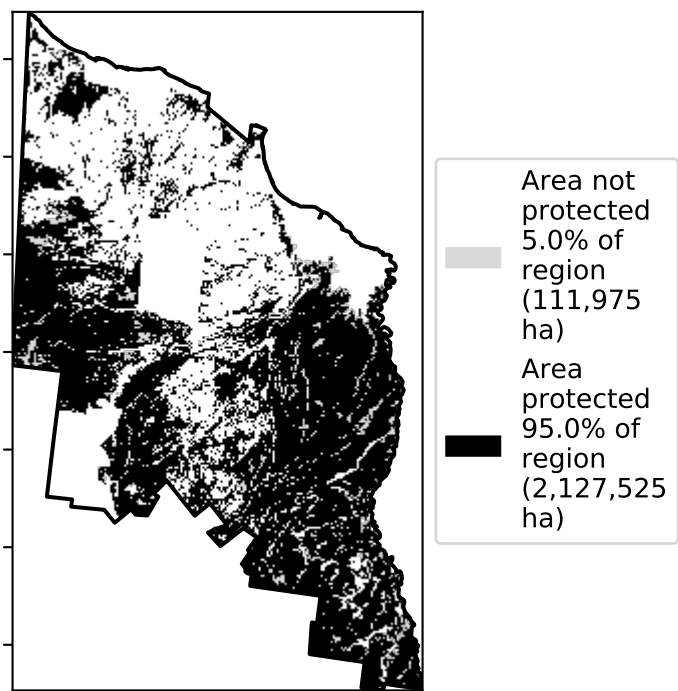 Area not
protected
5.0% of
region
(111,975
ha)
Area
protected
95.0% of
region
(2,127,525
ha)